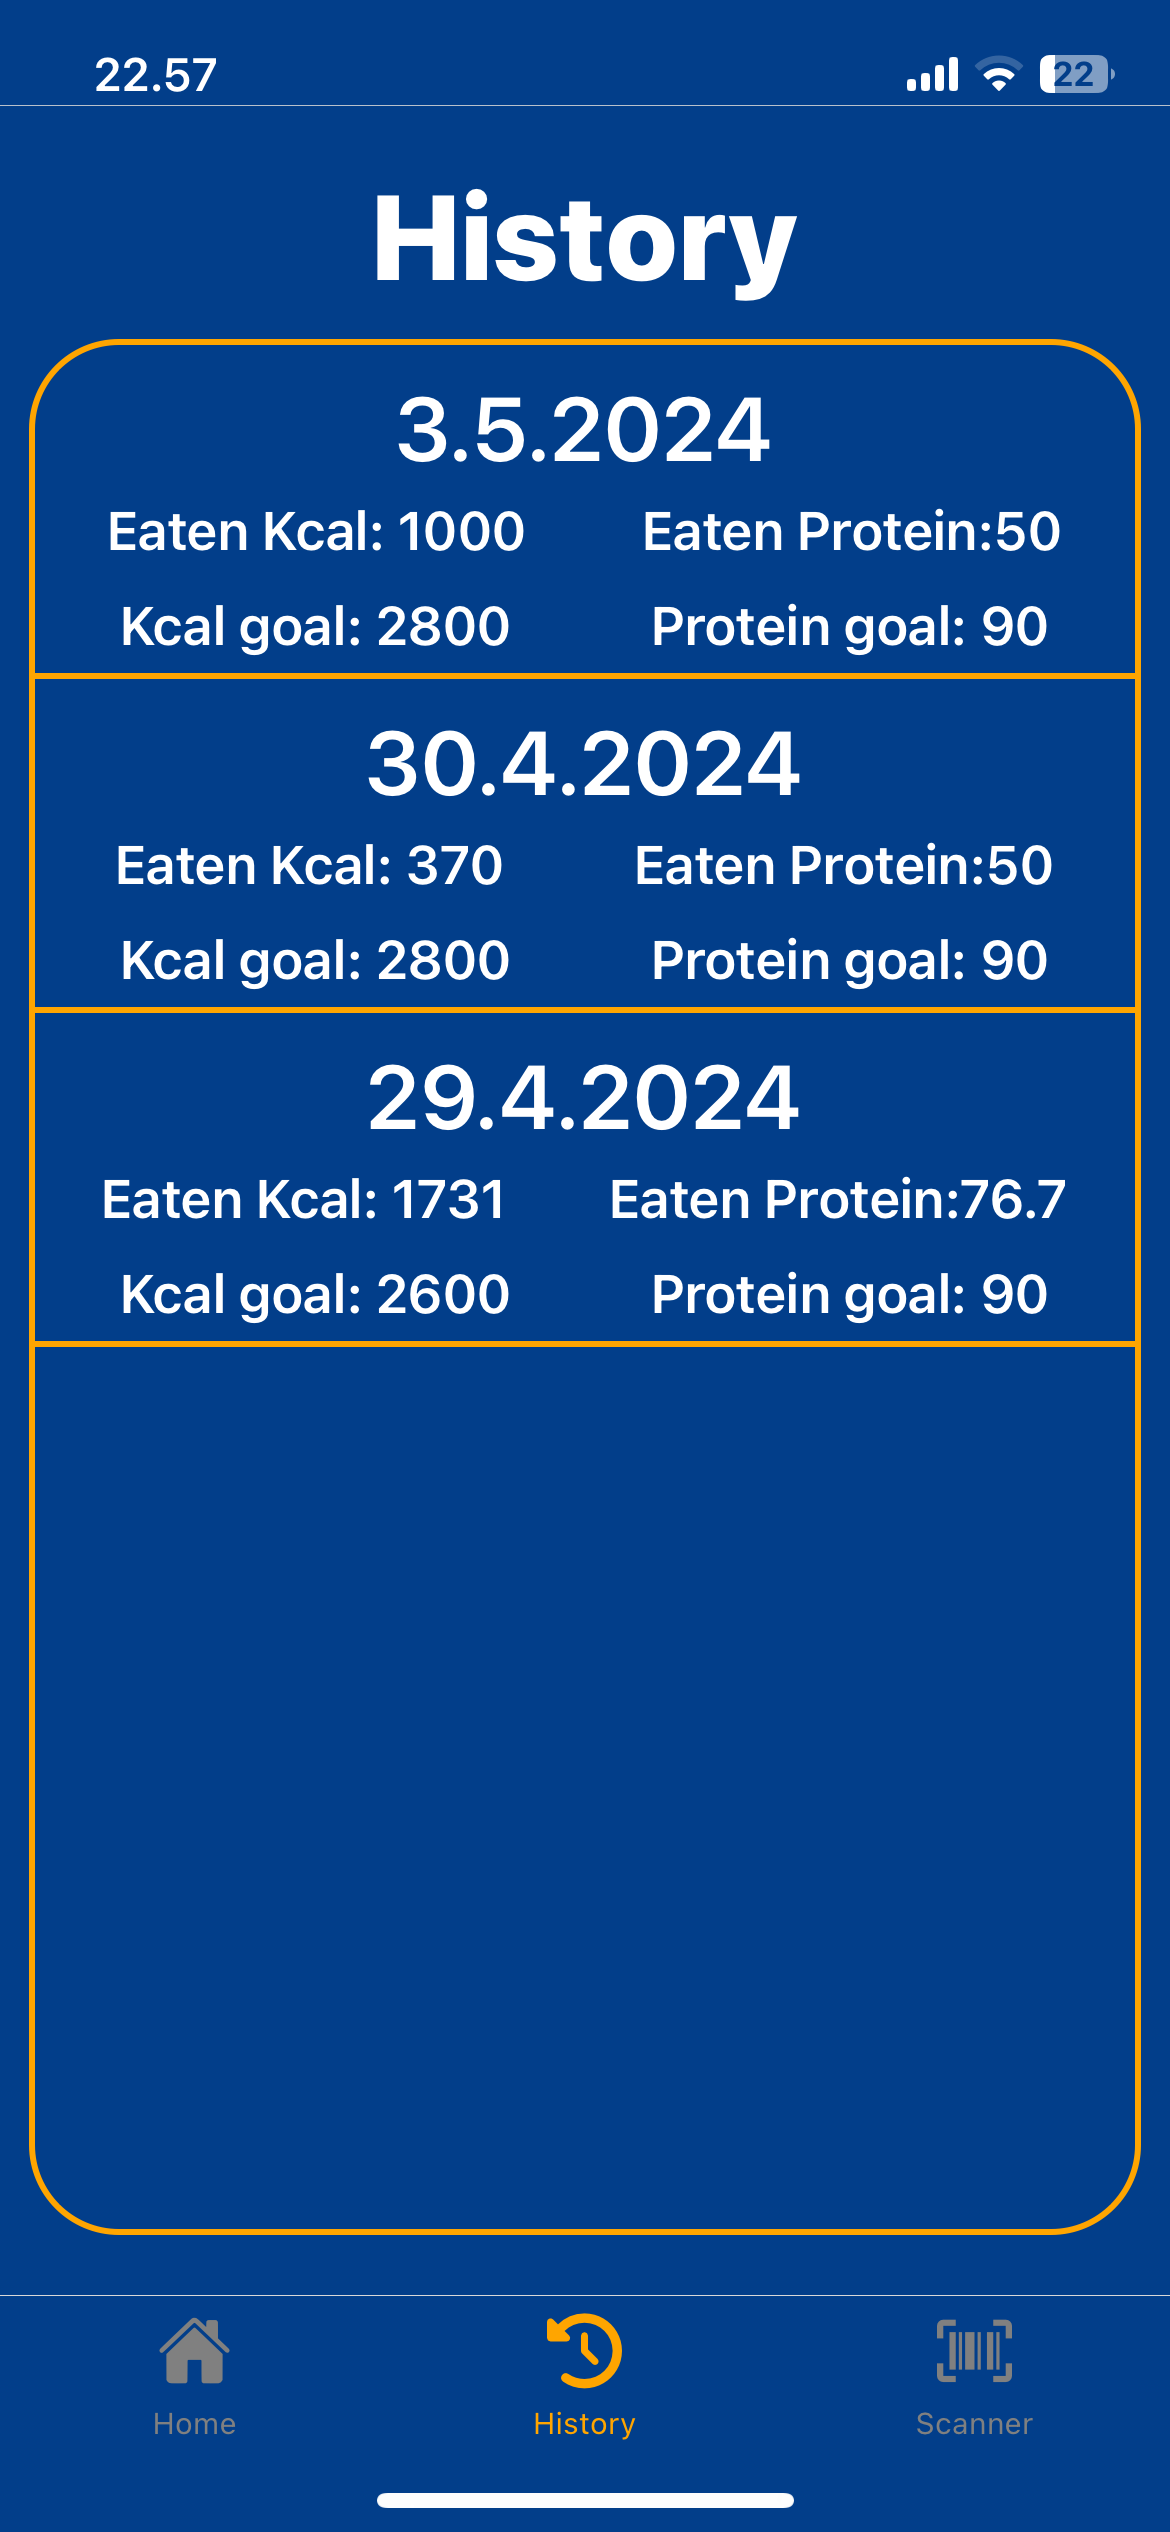 22.57
22
History
3.5.2024
Eaten Kcal: 1000 Eaten Protein:50
Kcal goal: 2800 Protein goal: 90
30.4.2024
Eaten Kcal: 370 Eaten Protein:50
Kcal goal: 2800 Protein goal: 90
29.4.2024
Eaten Kcal: 1731 Eaten Protein:76.7
Kcal goal: 2600 Protein goal: 90
Home History Scanner